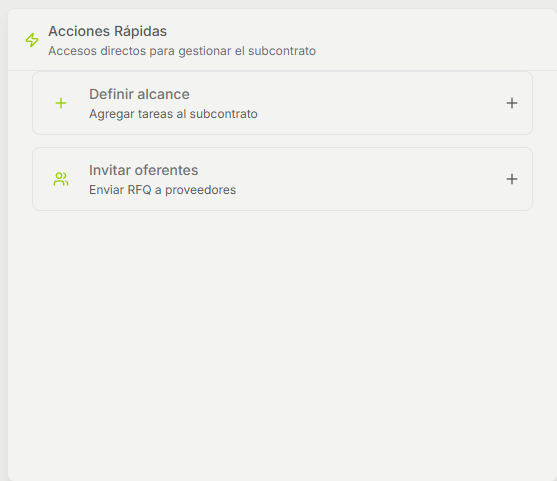 Acciones Rápidas
Accesos directos para gestionar el subcontrato
Definir alcance
Agregar tareas al subcontrato
Invitar oferentes
Enviar RFQ a proveedores